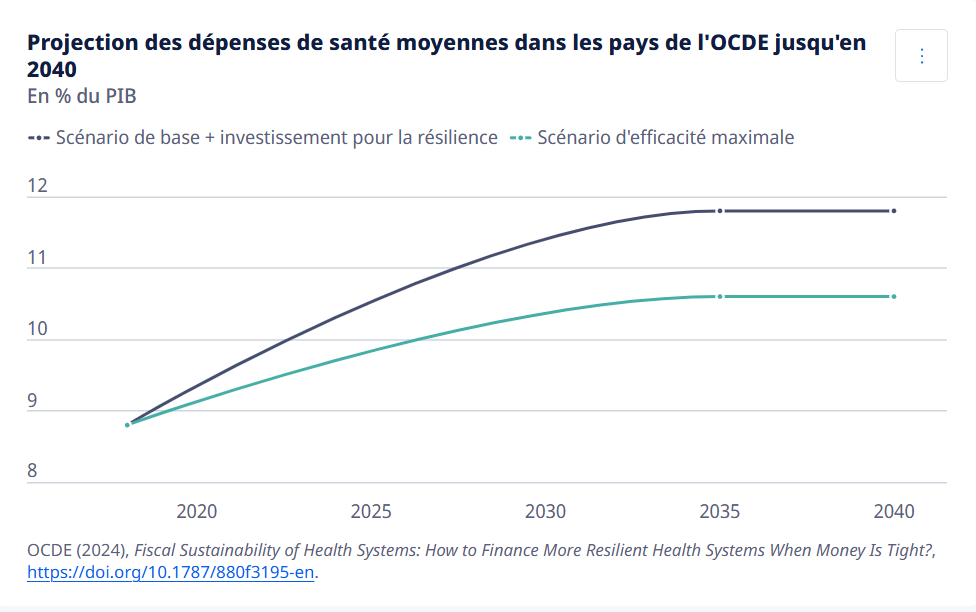 Projection des dépenses de santé moyennes dans les pays de l'OCDE jusqu'en
2040
En % du PIB
Scénario de base + investissement pour la résilience Scénario d'efficacité maximale
12
11
10
9
8
2020 2025 2030 2035 2040
OCDE (2024), Fiscal Sustainability of Health Systems: How to Finance More Resilient Health Systems When Money Is Tight?,
https://doi.org/10.1787/880f3195-en.